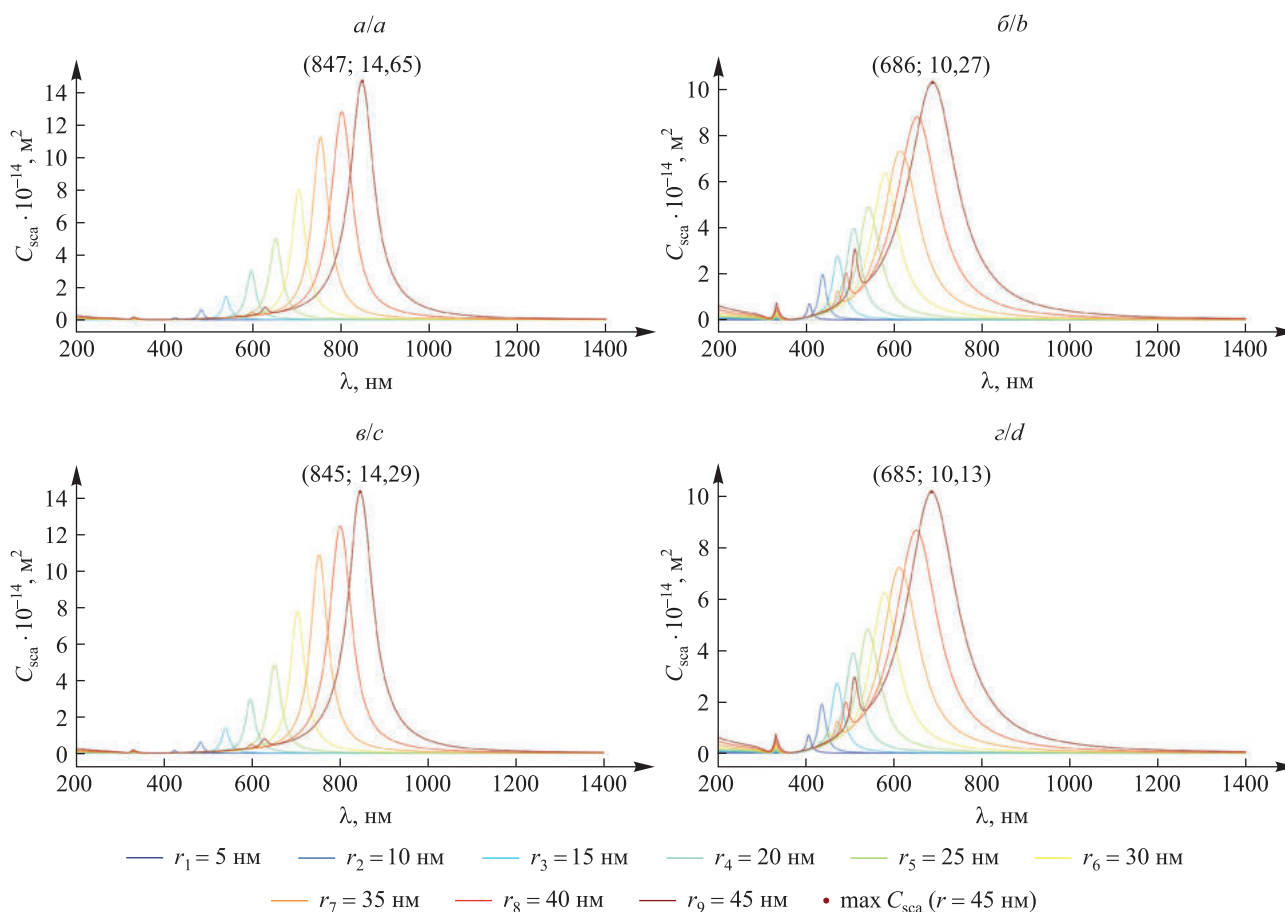 а/a
(847; 14,65)
14
12
10
8
6
4
2
0
C_sca · 10⁻¹⁴, м²
200 400 600 800 1000 1200 1400
λ, нм
б/b
(686; 10,27)
10
8
6
4
2
0
C_sca · 10⁻¹⁴, м²
200 400 600 800 1000 1200 1400
λ, нм
в/c
(845; 14,29)
14
12
10
8
6
4
2
0
C_sca · 10⁻¹⁴, м²
200 400 600 800 1000 1200 1400
λ, нм
г/d
(685; 10,13)
10
8
6
4
2
0
C_sca · 10⁻¹⁴, м²
200 400 600 800 1000 1200 1400
λ, нм
r₁ = 5 нм r₂ = 10 нм r₃ = 15 нм r₄ = 20 нм r₅ = 25 нм r₆ = 30 нм
r₇ = 35 нм r₈ = 40 нм r₉ = 45 нм • max C_sca (r = 45 нм)